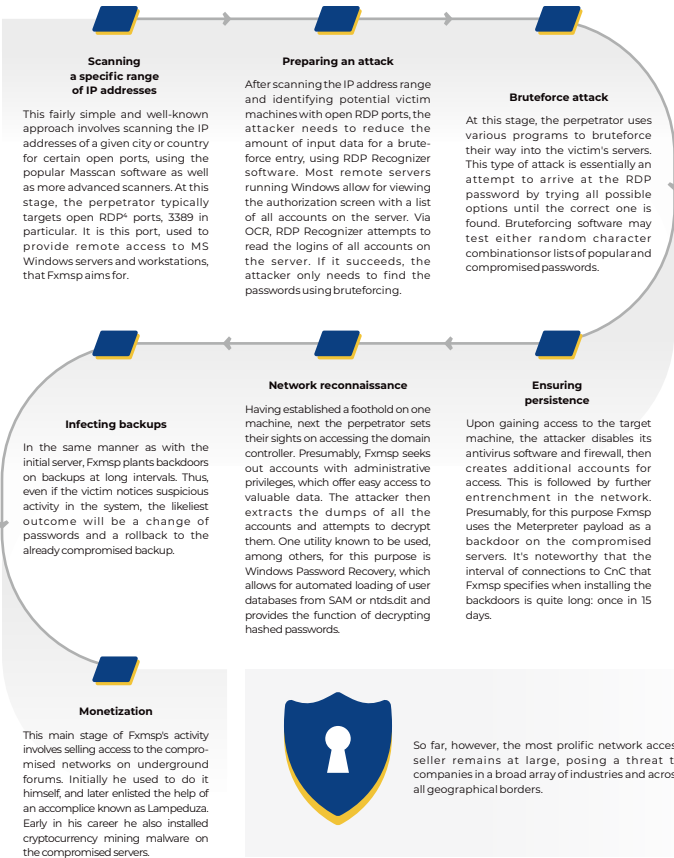 Scanning
a specific range
of IP addresses
This fairly simple and well-known
approach involves scanning the IP
addresses of a given city or country
for certain open ports, using the
popular Masscan software as well
as more advanced scanners. At this
stage, the perpetrator typically
targets open RDP⁴ ports, 3389 in
particular. It is this port, used to
provide remote access to MS
Windows servers and workstations,
that Fxmsp aims for.
Preparing an attack
After scanning the IP address range
and identifying potential victim
machines with open RDP ports, the
attacker needs to reduce the
amount of input data for a brute-
force entry, using RDP Recognizer
software. Most remote servers
running Windows allow for viewing
the authorization screen with a list
of all accounts on the server. Via
OCR, RDP Recognizer attempts to
read the logins of all accounts on
the server. If it succeeds, the
attacker only needs to find the
passwords using bruteforcing.
Bruteforce attack
At this stage, the perpetrator uses
various programs to bruteforce
their way into the victim's servers.
This type of attack is essentially an
attempt to arrive at the RDP
password by trying all possible
options until the correct one is
found. Bruteforcing software may
test either random character
combinations or lists of popular and
compromised passwords.
Ensuring
persistence
Upon gaining access to the target
machine, the attacker disables its
antivirus software and firewall, then
creates additional accounts for
access. This is followed by further
entrenchment in the network.
Presumably, for this purpose Fxmsp
uses the Meterpreter payload as a
backdoor on the compromised
servers. It's noteworthy that the
interval of connections to CnC that
Fxmsp specifies when installing the
backdoors is quite long: once in 15
days.
Network reconnaissance
Having established a foothold on one
machine, next the perpetrator sets
their sights on accessing the domain
controller. Presumably, Fxmsp seeks
out accounts with administrative
privileges, which offer easy access to
valuable data. The attacker then
extracts the dumps of all the
accounts and attempts to decrypt
them. One utility known to be used,
among others, for this purpose is
Windows Password Recovery, which
allows for automated loading of user
databases from SAM or ntds.dit and
provides the function of decrypting
hashed passwords.
Infecting backups
In the same manner as with the
initial server, Fxmsp plants backdoors
on backups at long intervals. Thus,
even if the victim notices suspicious
activity in the system, the likeliest
outcome will be a change of
passwords and a rollback to the
already compromised backup.
Monetization
This main stage of Fxmsp's activity
involves selling access to the compro-
mised networks on underground
forums. Initially he used to do it
himself, and later enlisted the help of
an accomplice known as Lampeduza.
Early in his career he also installed
cryptocurrency mining malware on
the compromised servers.
So far, however, the most prolific network acces
seller remains at large, posing a threat t
companies in a broad array of industries and acros
all geographical borders.